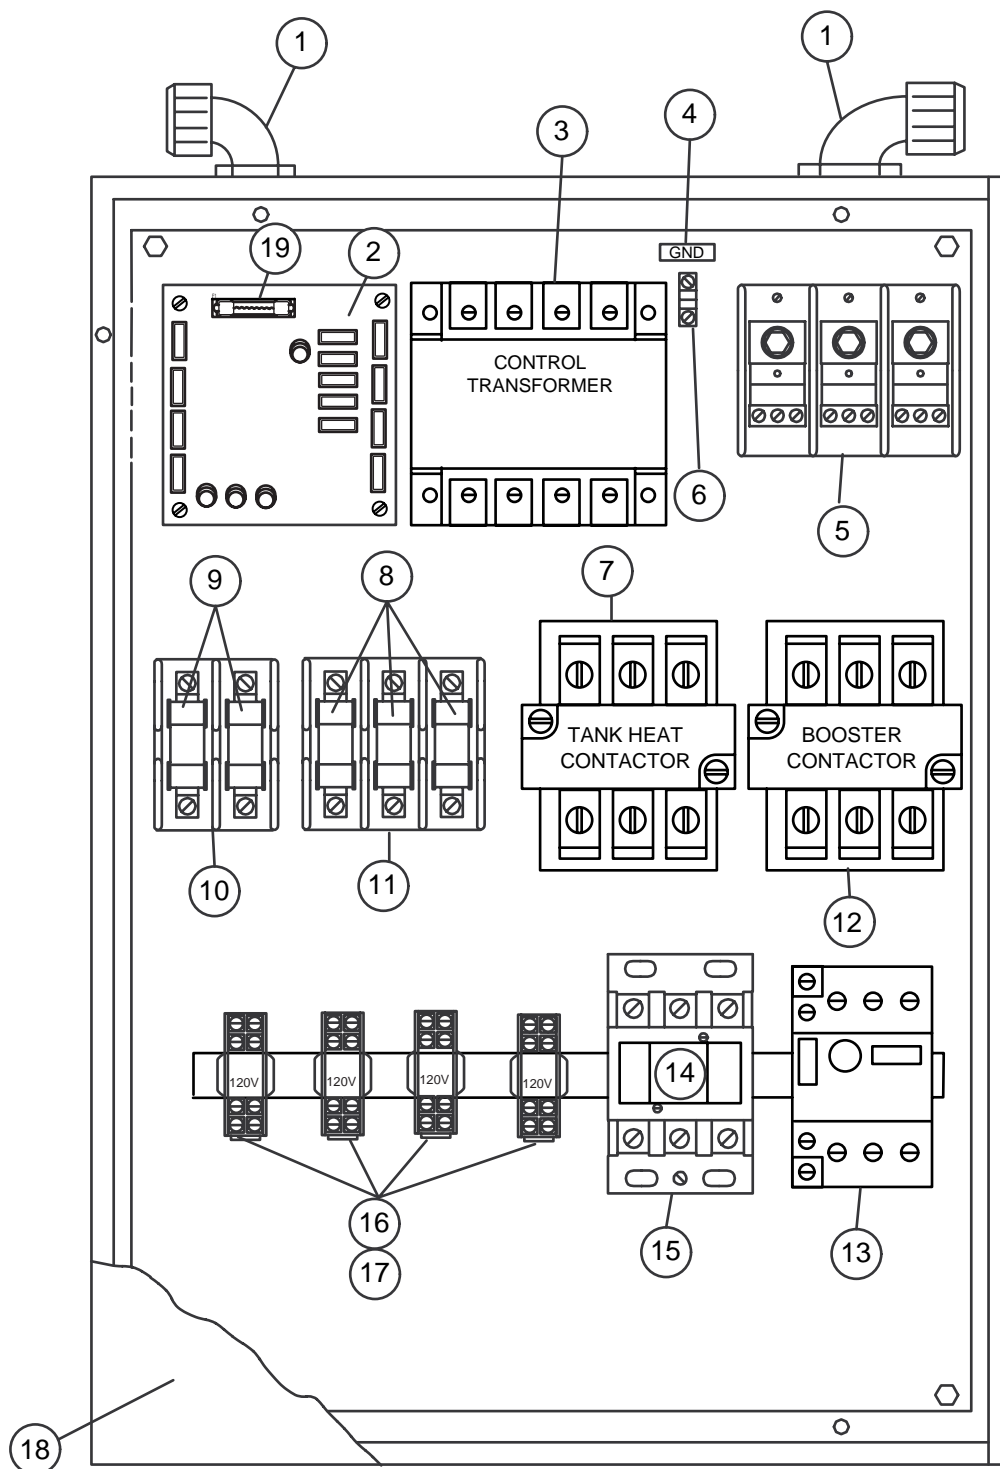 1
1
3
4
19
2
GND
CONTROL
TRANSFORMER
6
5
9
8
7
TANK HEAT
CONTACTOR
BOOSTER
CONTACTOR
10
11
12
14
120V
120V
120V
120V
16
15
13
17
18